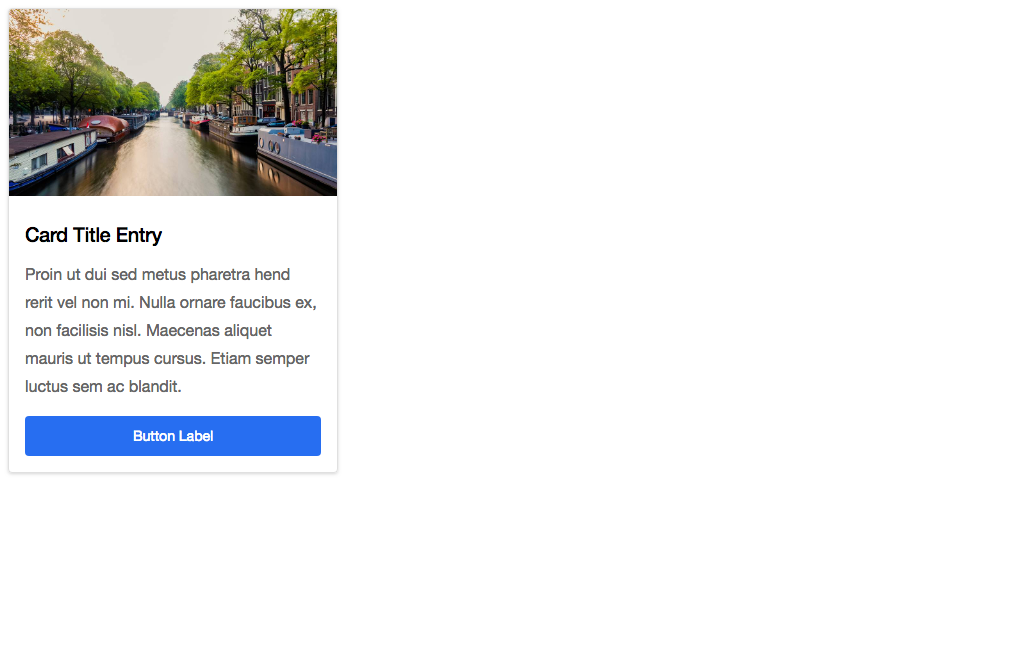 Card Title Entry
Proin ut dui sed metus pharetra hend
rerit vel non mi. Nulla ornare faucibus ex,
non facilisis nisl. Maecenas aliquet
mauris ut tempus cursus. Etiam semper
luctus sem ac blandit.
Button Label